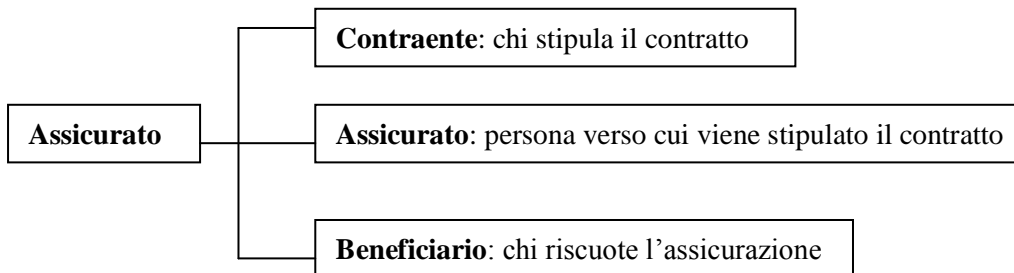 Contraente: chi stipula il contratto
Assicurato
Assicurato: persona verso cui viene stipulato il contratto
Beneficiario: chi riscuote l’assicurazione